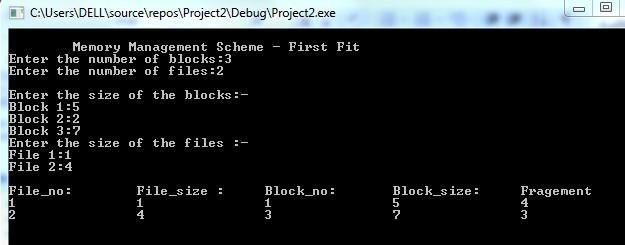 C:\Users\DELL\source\repos\Project2\Debug\Project2.exe
Memory Management Scheme - First Fit
Enter the number of blocks:3
Enter the number of files:2
Enter the size of the blocks:-
Block 1:5
Block 2:2
Block 3:7
Enter the size of the files :-
File 1:1
File 2:4
File_no: File_size : Block_no: Block_size: Fragement
1 1 1 5 4
2 4 3 7 3